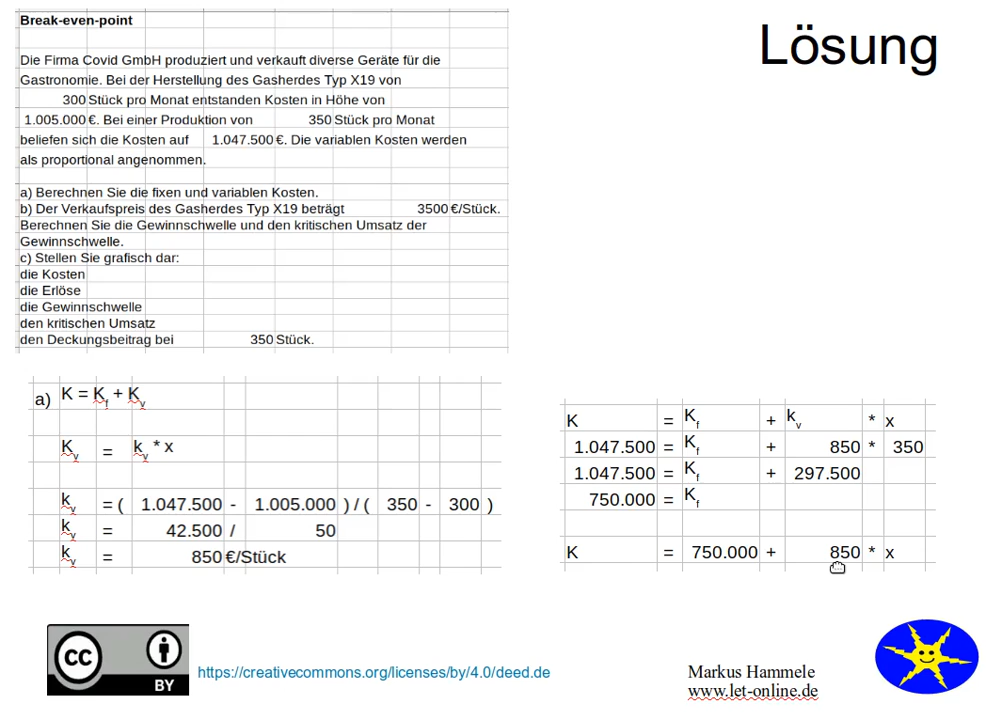 Lösung
Break-even-point
Die Firma Covid GmbH produziert und verkauft diverse Geräte für die
Gastronomie. Bei der Herstellung des Gasherdes Typ X19 von
300 Stück pro Monat entstanden Kosten in Höhe von
1.005.000 €. Bei einer Produktion von 350 Stück pro Monat
beliefen sich die Kosten auf 1.047.500 €. Die variablen Kosten werden
als proportional angenommen.
a) Berechnen Sie die fixen und variablen Kosten.
b) Der Verkaufspreis des Gasherdes Typ X19 beträgt 3500 €/Stück.
Berechnen Sie die Gewinnschwelle und den kritischen Umsatz der
Gewinnschwelle.
c) Stellen Sie grafisch dar:
die Kosten
die Erlöse
die Gewinnschwelle
den kritischen Umsatz
den Deckungsbeitrag bei 350 Stück.
a) K = Kf + Kv
Kv = kv * x
kv = ( 1.047.500 - 1.005.000 ) / ( 350 - 300 )
kv = 42.500 / 50
kv = 850 €/Stück
K = Kf + kv * x
1.047.500 = Kf + 850 * 350
1.047.500 = Kf + 297.500
750.000 = Kf
K = 750.000 + 850 * x
cc BY
https://creativecommons.org/licenses/by/4.0/deed.de
Markus Hammele
www.let-online.de